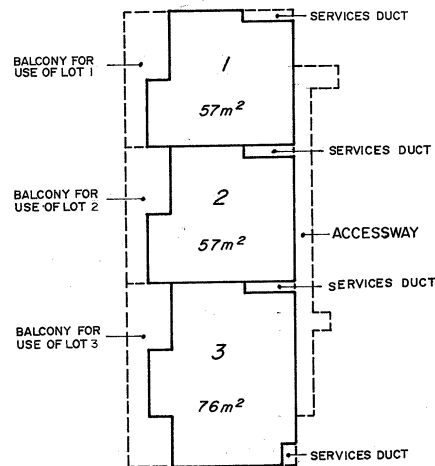 SERVICES DUCT
BALCONY FOR
USE OF LOT 1
1
57m²
SERVICES DUCT
BALCONY FOR
USE OF LOT 2
2
57m²
ACCESSWAY
SERVICES DUCT
BALCONY FOR
USE OF LOT 3
3
76m²
SERVICES DUCT